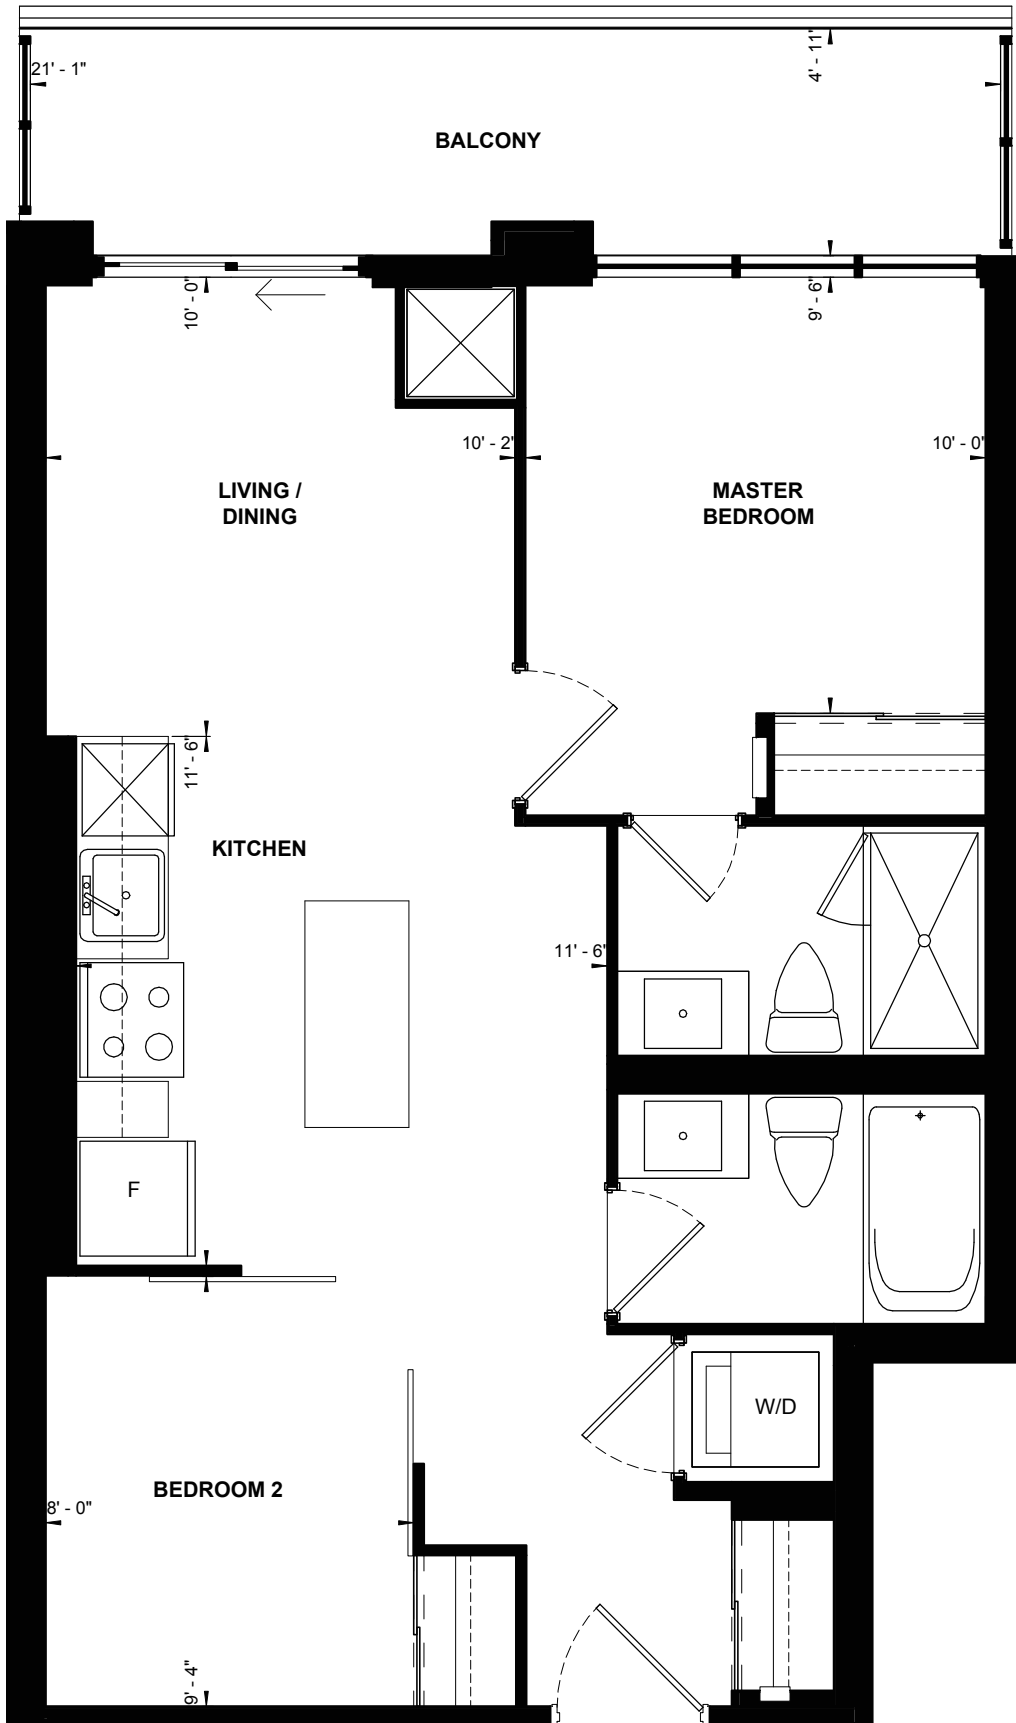 21' - 1"
4' - 11"
BALCONY
10' - 0"
9' - 6"
10' - 2"
10' - 0"
LIVING /
DINING
MASTER
BEDROOM
11' - 6"
KITCHEN
11' - 6"
F
W/D
BEDROOM 2
8' - 0"
9' - 4"